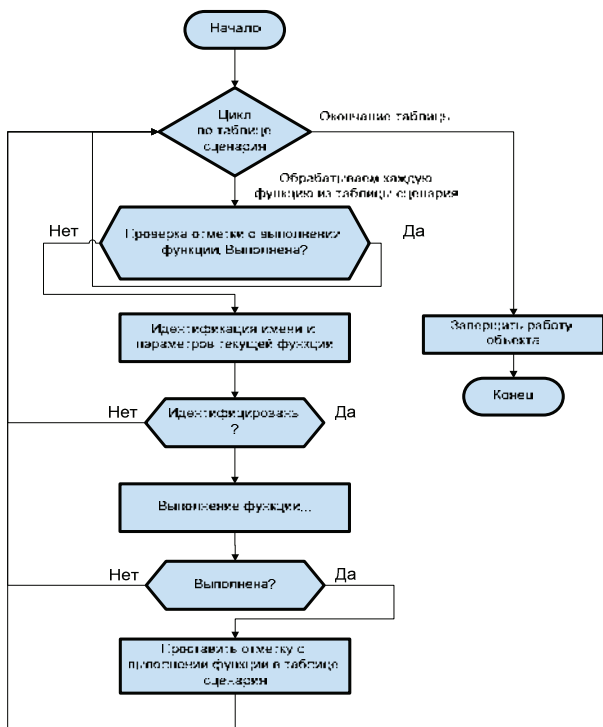 Начало
Цикл
по таблице
сценария
Окончание таблицы
Обрабатываем каждую
функцию из таблицы сценария
Нет
Проверка отметки о выполнении
функции. Выполнена?
Да
Идентификация имени и
параметров текущей функции
Завершить работу
объекта
Конец
Нет
Идентифицированы
?
Да
Выполнение функции...
Нет
Выполнена?
Да
Проставить отметку о
выполнении функции в таблице
сценария